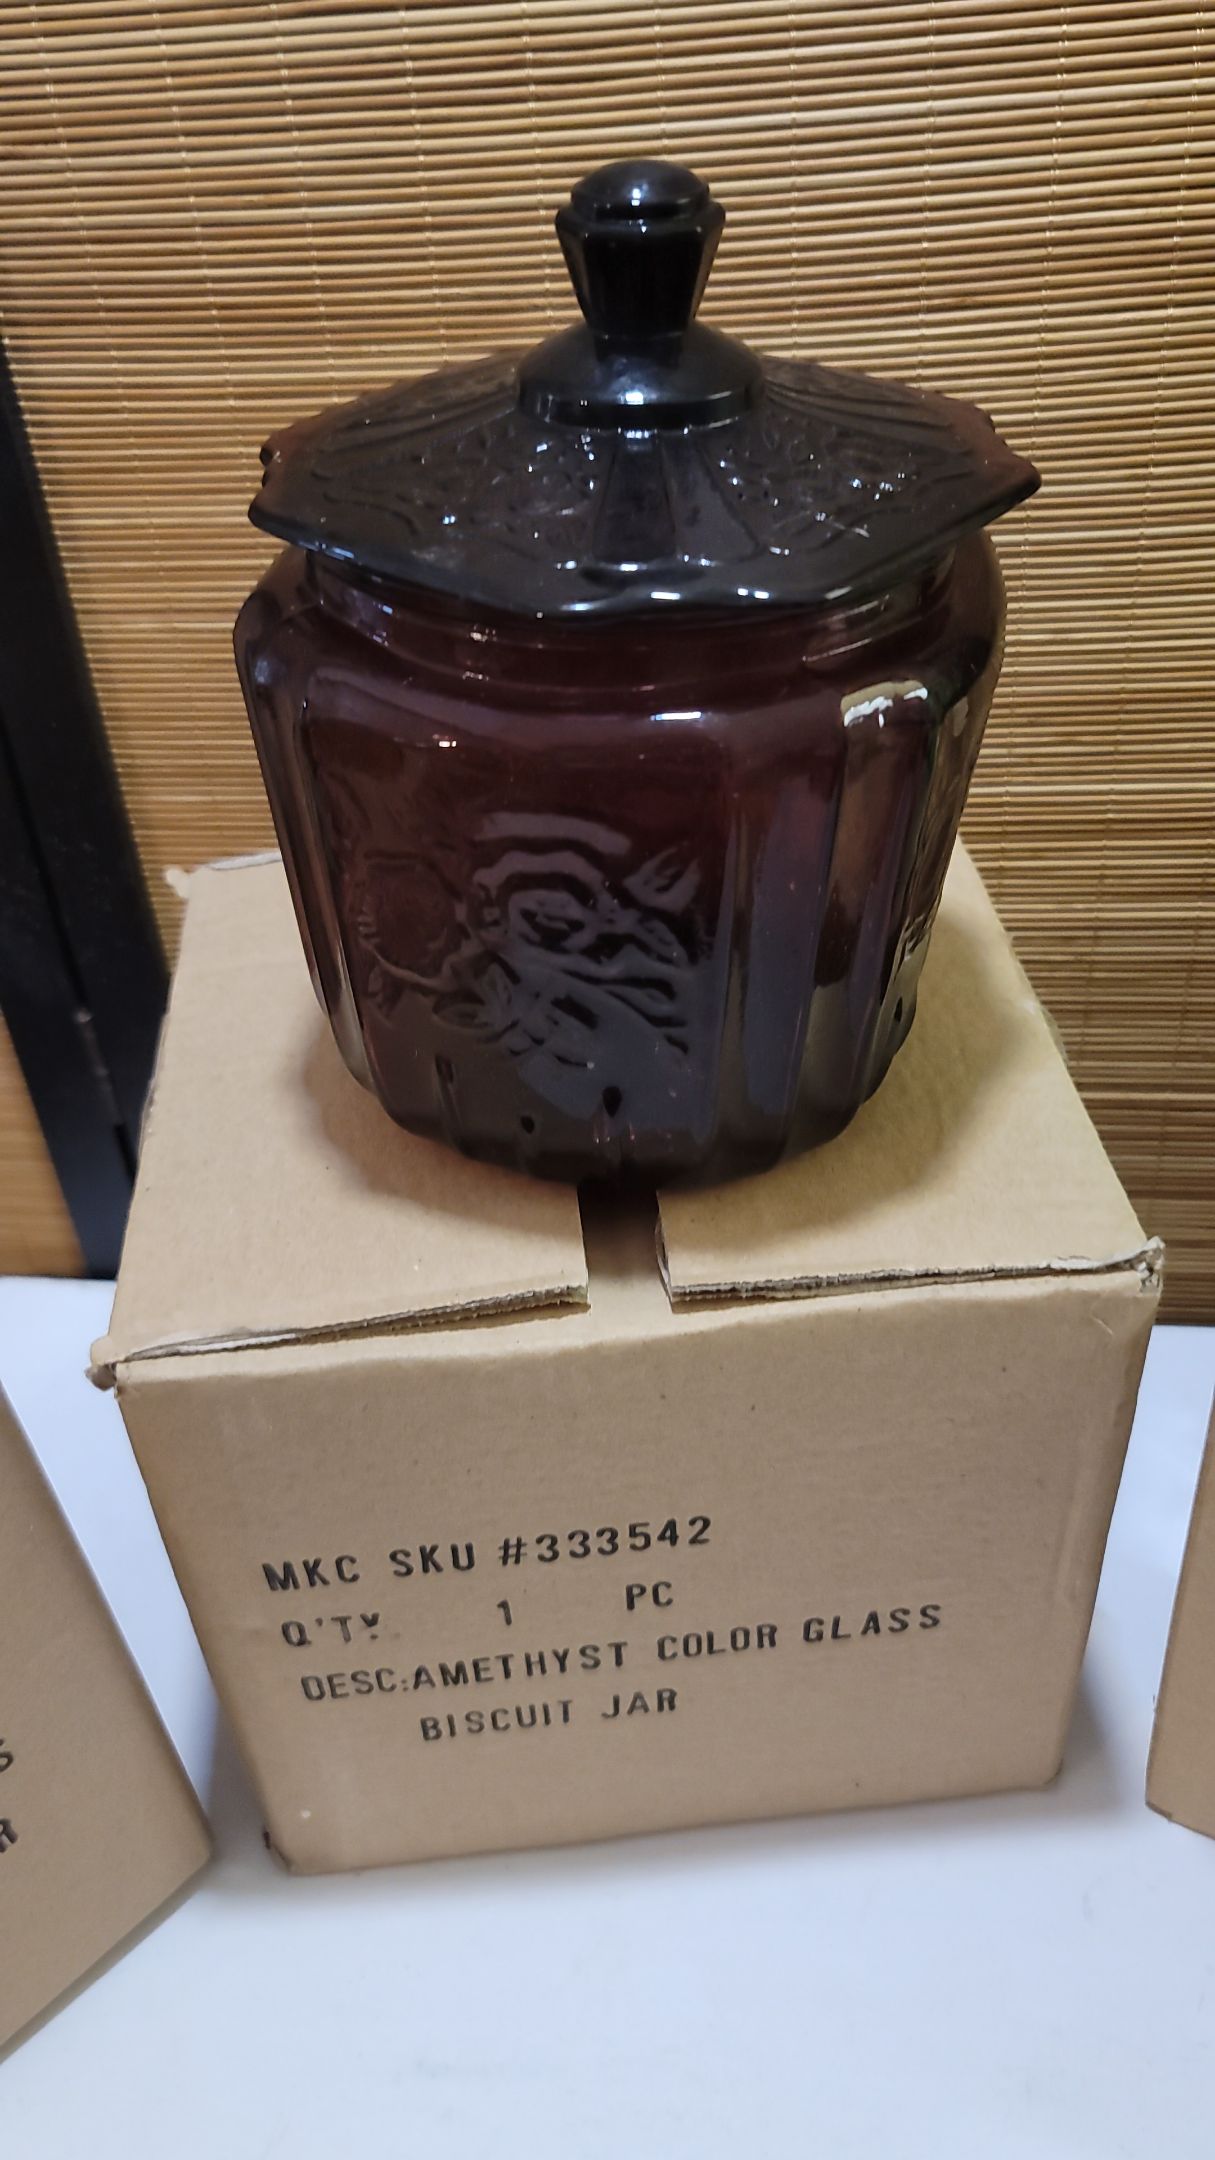 MKC SKU #333542
Q'TY: 1 PC
DESC:AMETHYST COLOR GLASS
BISCUIT JAR
S
R